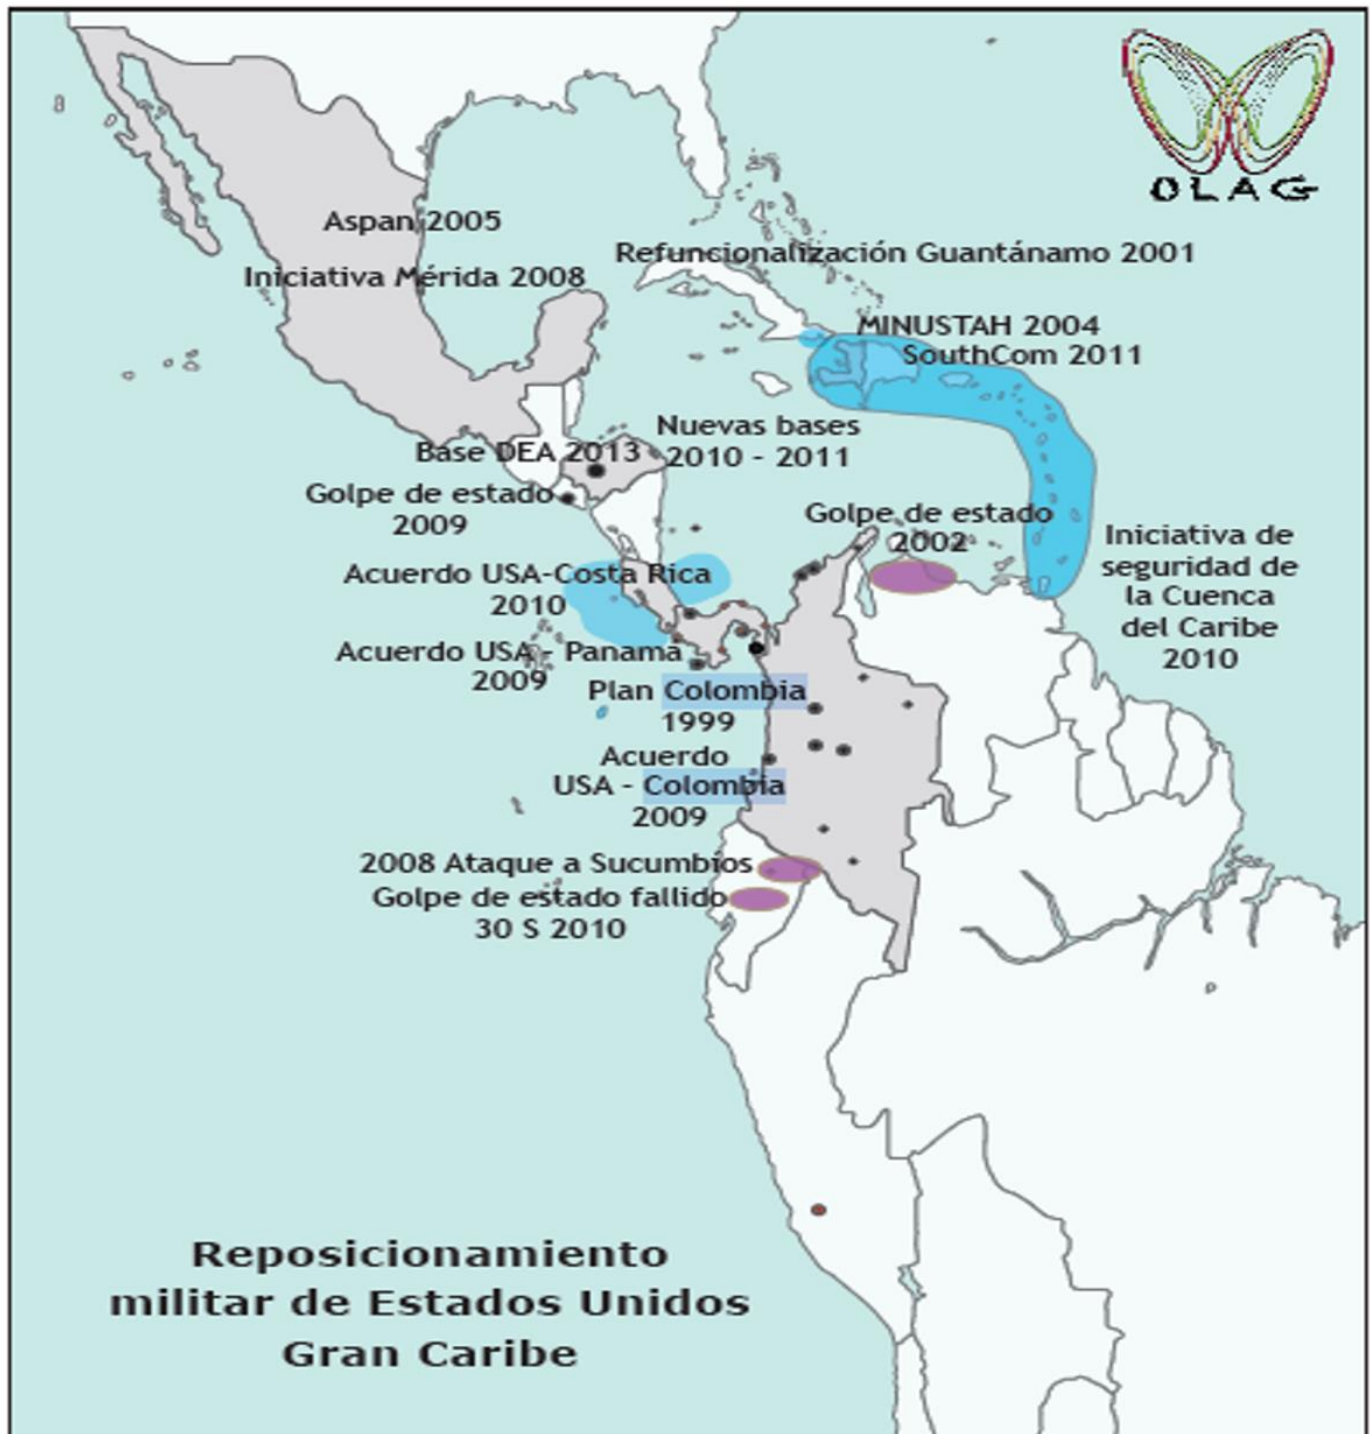 OLAG
Aspan 2005
Refuncionalización Guantánamo 2001
Iniciativa Mérida 2008
MINUSTAH 2004
SouthCom 2011
Nuevas bases
2010 - 2011
Base DEA 2013
Golpe de estado
2009
Golpe de estado
2002
Iniciativa de
seguridad de
la Cuenca
del Caribe
2010
Acuerdo USA-Costa Rica
2010
Acuerdo USA - Panamá
2009
Plan Colombia
1999
Acuerdo
USA - Colombia
2009
2008 Ataque a Sucumbíos
Golpe de estado fallido
30 S 2010
Reposicionamiento
militar de Estados Unidos
Gran Caribe